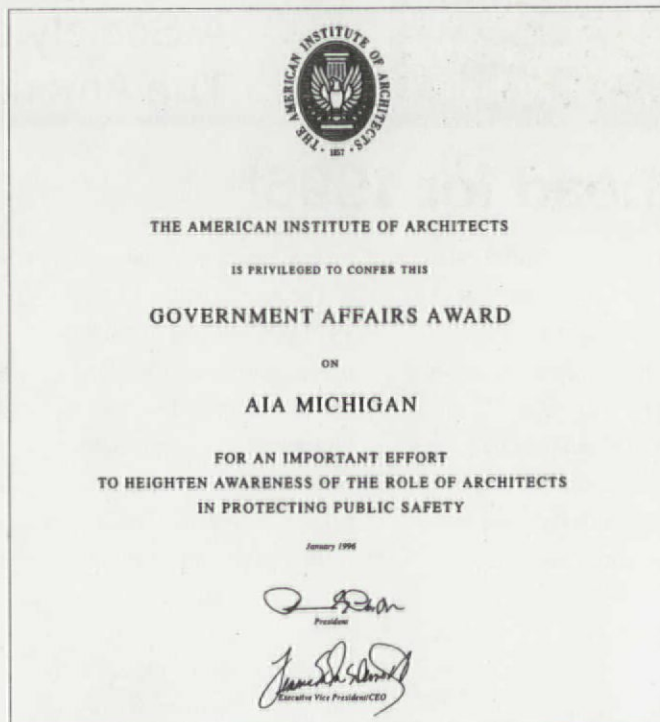 THE AMERICAN INSTITUTE OF ARCHITECTS · 1857 ·
THE AMERICAN INSTITUTE OF ARCHITECTS
IS PRIVILEGED TO CONFER THIS
GOVERNMENT AFFAIRS AWARD
ON
AIA MICHIGAN
FOR AN IMPORTANT EFFORT
TO HEIGHTEN AWARENESS OF THE ROLE OF ARCHITECTS
IN PROTECTING PUBLIC SAFETY
January 1996
President
Executive Vice President/CEO